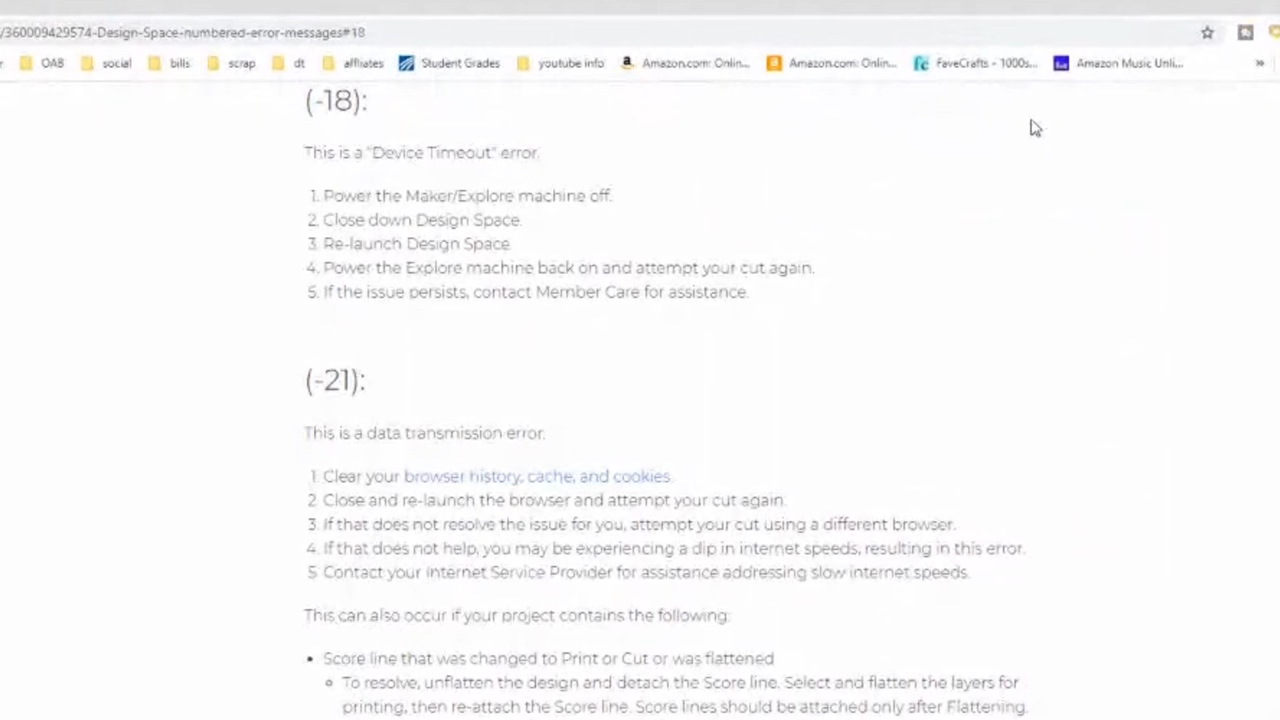 /360009429574-Design-Space-numbered-error-messages#18
OAB social bills scrap dt affliates Student Grades youtube info Amazon.com: Onlin... Amazon.com: Onlin... FaveCrafts - 1000s... Amazon Music Unli... »
(-18):
This is a "Device Timeout" error.
1. Power the Maker/Explore machine off.
2. Close down Design Space.
3. Re-launch Design Space
4. Power the Explore machine back on and attempt your cut again.
5. If the issue persists, contact Member Care for assistance.
(-21):
This is a data transmission error.
1. Clear your browser history, cache, and cookies.
2. Close and re-launch the browser and attempt your cut again.
3. If that does not resolve the issue for you, attempt your cut using a different browser.
4. If that does not help, you may be experiencing a dip in internet speeds, resulting in this error.
5. Contact your Internet Service Provider for assistance addressing slow internet speeds.
This can also occur if your project contains the following:
• Score line that was changed to Print or Cut or was flattened
To resolve, unflatten the design and detach the Score line. Select and flatten the layers for
printing, then re-attach the Score line. Score lines should be attached only after Flattening.